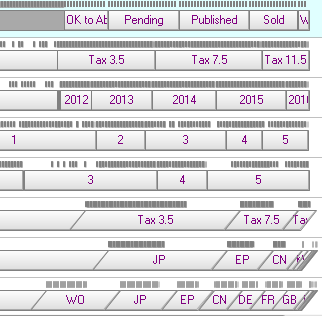 OK to Ab Pending Published Sold W
Tax 3.5 Tax 7.5 Tax 11.5
2012 2013 2014 2015 201
1 2 3 4 5
3 4 5
Tax 3.5 Tax 7.5 Tax
JP EP CN
WO JP EP CN DE FR GB